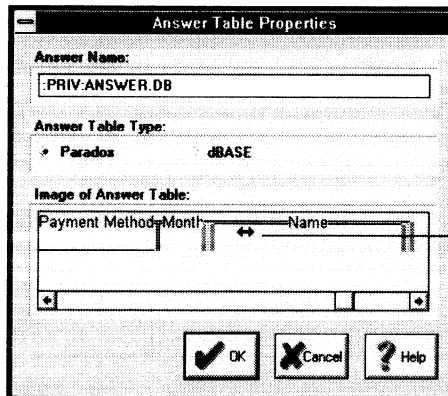 Answer Table Properties
Answer Name:
:PRIV:ANSWER.DB
Answer Table Type:
Paradox dBASE
Image of Answer Table:
Payment Method Month Name
OK Cancel ? Help